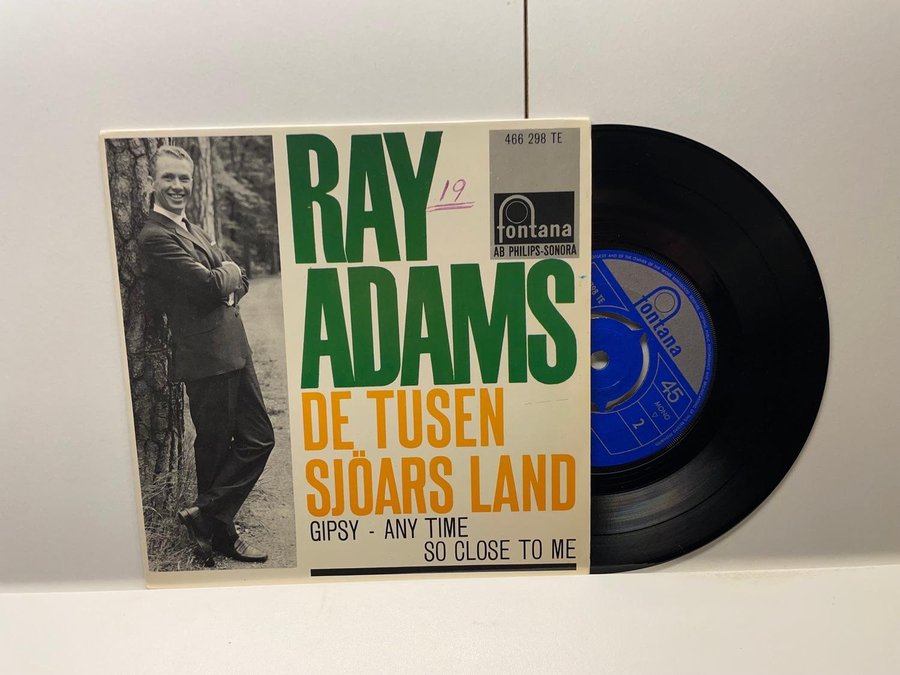 RAY
19
ADAMS
DE TUSEN
SJÖARS LAND
GIPSY - ANY TIME
SO CLOSE TO ME
466 298 TE
fontana
AB PHILIPS-SONORA
fontana
45
MONO
2